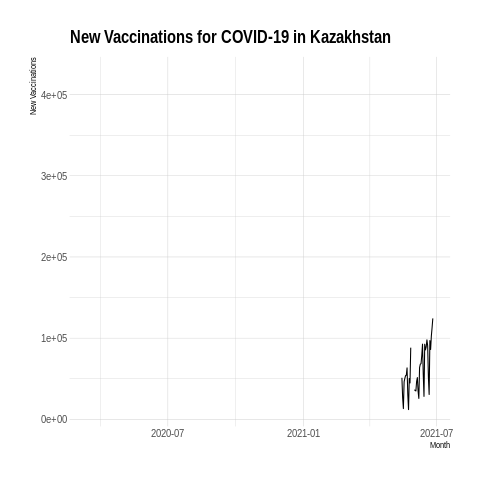 New Vaccinations for COVID-19 in Kazakhstan
New Vaccinations
4e+05
3e+05
2e+05
1e+05
0e+00
2020-07
2021-01
2021-07
Month